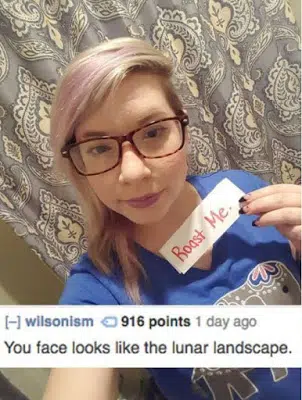 Roast Me.
[–] wilsonism 916 points 1 day ago
You face looks like the lunar landscape.